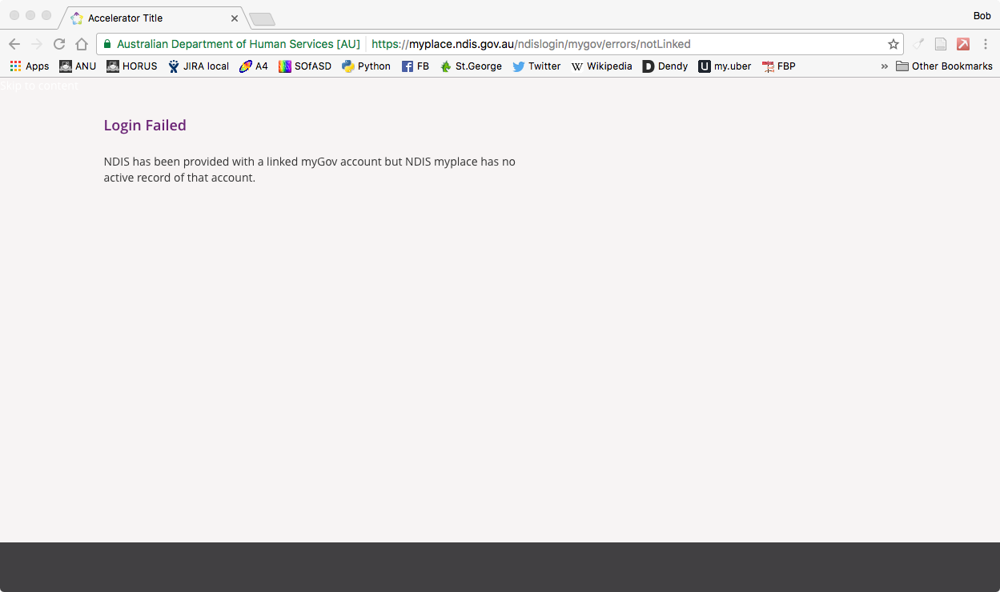 Accelerator Title
Bob
Australian Department of Human Services [AU] https://myplace.ndis.gov.au/ndislogin/mygov/errors/notLinked
Apps ANU HORUS JIRA local A4 SOfASD Python FB St.George Twitter W Wikipedia D Dendy U my.uber FBP » Other Bookmarks
Skip to content
Login Failed
NDIS has been provided with a linked myGov account but NDIS myplace has no
active record of that account.